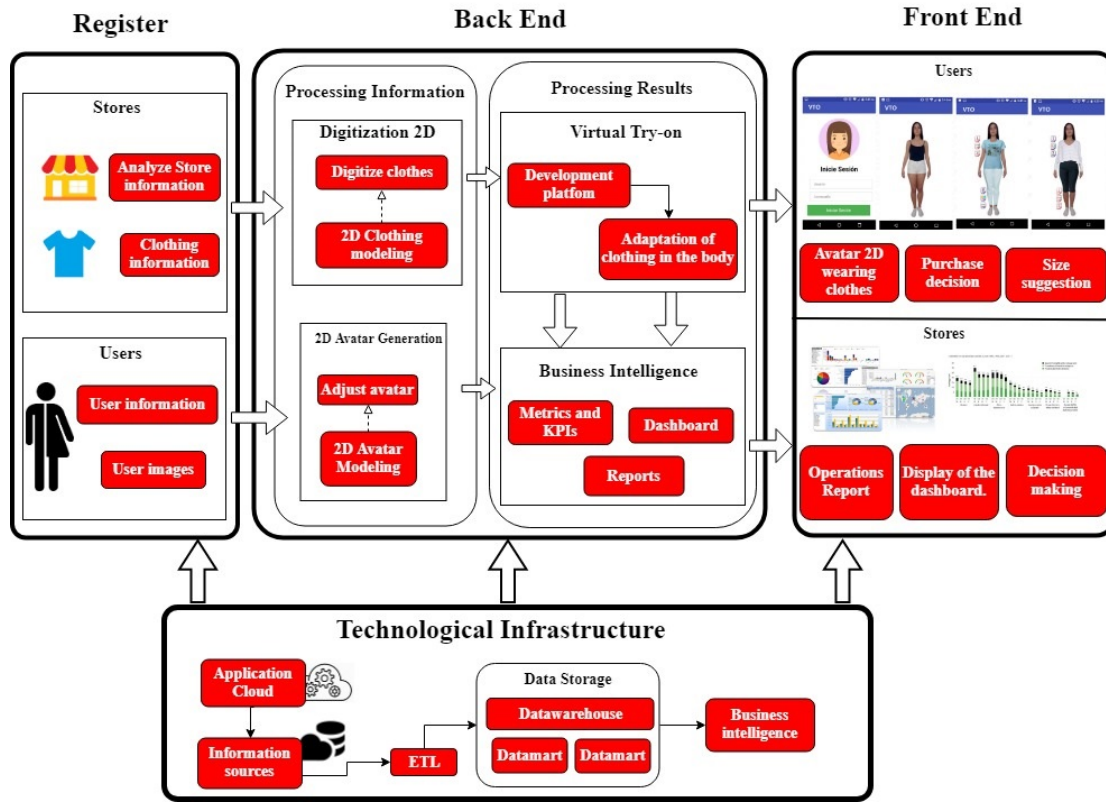 Register
Back End
Front End
Stores
Analyze Store
information
Clothing
information
Users
User information
User images
Processing Information
Digitization 2D
Digitize clothes
2D Clothing
modeling
2D Avatar Generation
Adjust avatar
2D Avatar
Modeling
Processing Results
Virtual Try-on
Development
platfom
Adaptation of
clothing in the body
Business Intelligence
Metrics and
KPIs
Dashboard
Reports
Users
VTO
VTO
VTO
VTO
Inicie Sesión
Avatar 2D
wearing
clothes
Purchase
decision
Size
suggestion
Stores
Operations
Report
Display of the
dashboard.
Decision
making
Technological Infrastructure
Application
Cloud
Information
sources
ETL
Data Storage
Datawarehouse
Datamart
Datamart
Business
intelligence